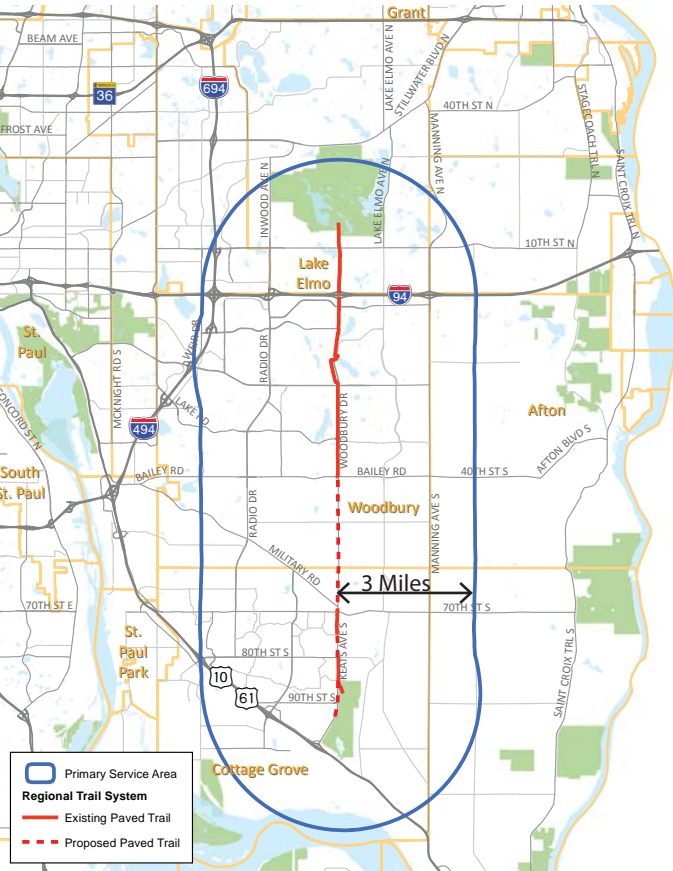 Grant
BEAM AVE
36
694
LAKE ELMO AVE N
STILLWATER BLVD N
40TH ST N
STAGECOACH TRL N
FROST AVE
MANNING AVE N
SAINT CROIX TRL N
INWOOD AVE N
LAKE ELMO AVE N
10TH ST N
Lake
Elmo
94
St.
Paul
MCKNIGHT RD S
RADIO DR
WOODBURY DR
LAKE RD
CONCORD ST N
494
Afton
AFTON BLVD S
South
St. Paul
BAILEY RD
BAILEY RD
40TH ST S
RADIO DR
Woodbury
MANNING AVE S
MILITARY RD
3 Miles
70TH ST E
70TH ST S
St.
Paul
Park
KEATS AVE S
SAINT CROIX TRL S
80TH ST S
10
61
90TH ST S
Cottage Grove
Primary Service Area
Regional Trail System
Existing Paved Trail
Proposed Paved Trail